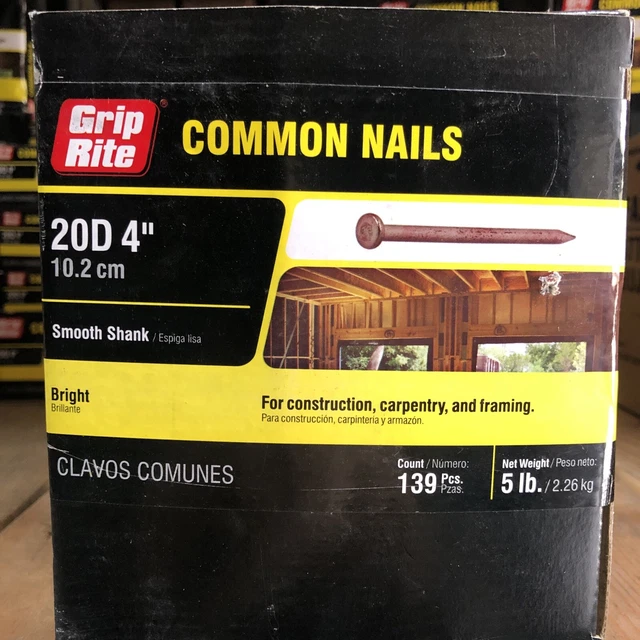 Grip
Rite®
COMMON NAILS
20D 4"
10.2 cm
Smooth Shank / Espiga lisa
Bright
Brillante
For construction, carpentry, and framing.
Para construcción, carpintería y armazón.
CLAVOS COMUNES
Count / Número:
139 Pcs.
Pzas.
Net Weight / Peso neto:
5 lb. / 2.26 kg